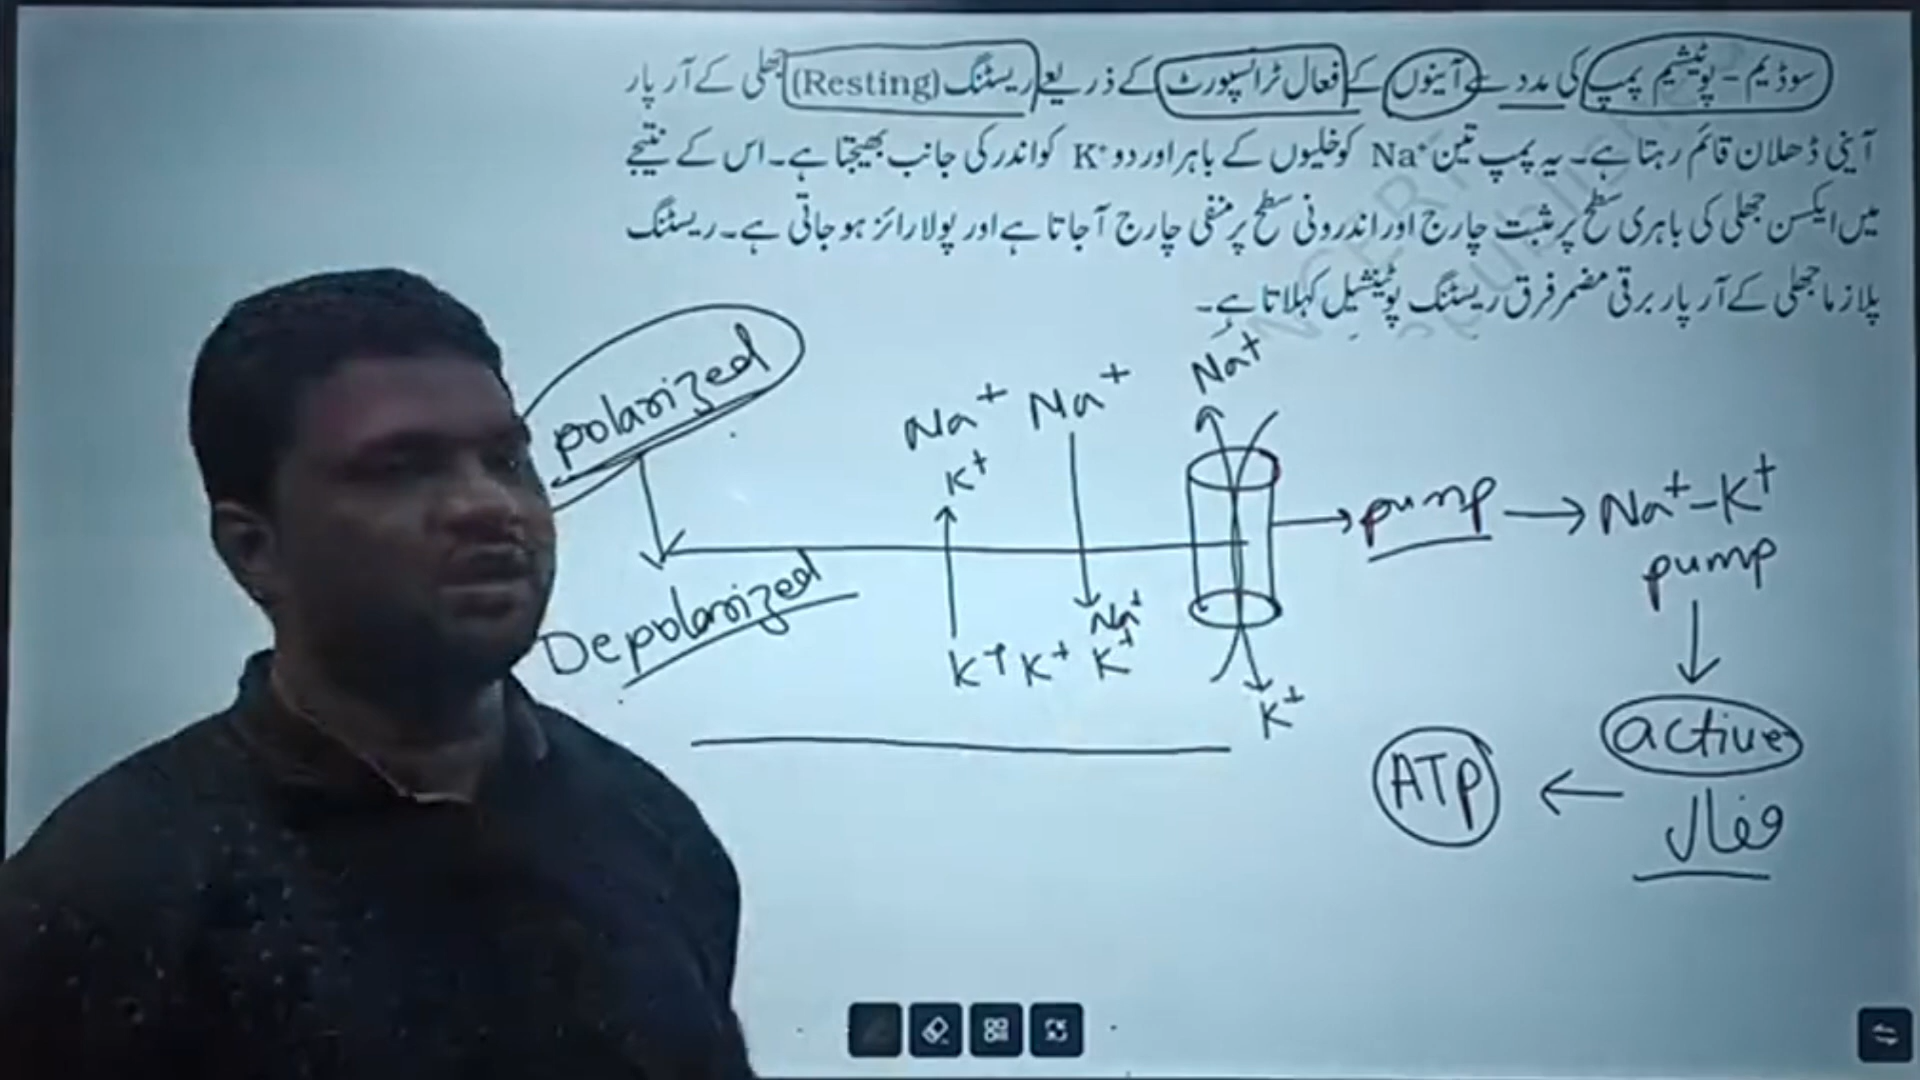 سوڈیم - پوٹیشیم پمپ کی مدد سے آینوں کے فعال ٹرانسپورٹ کے ذریعے ریسٹنگ (Resting) جھلی کے آر پار
آینی ڈھلان قائم رہتا ہے۔ یہ پمپ تین Na⁺ کو خلیوں کے باہر اور دو K⁺ کو اندر کی جانب بھیجتا ہے۔ اس کے نتیجے
میں ایکسن جھلی کی باہری سطح پر مثبت چارج اور اندرونی سطح پر منفی چارج آجاتا ہے اور پولارائز ہو جاتی ہے۔ ریسٹنگ
پلازما جھلی کے آر پار برقی مضمر فرق ریسٹنگ پوٹینشیل کہلاتا ہے۔
polarized
Na⁺ Na⁺ Na⁺
K⁺
pump → Na⁺-K⁺
pump
Depolarized
Na⁺
K⁺ K⁺ K⁺
K⁺
active
ATP
فعال